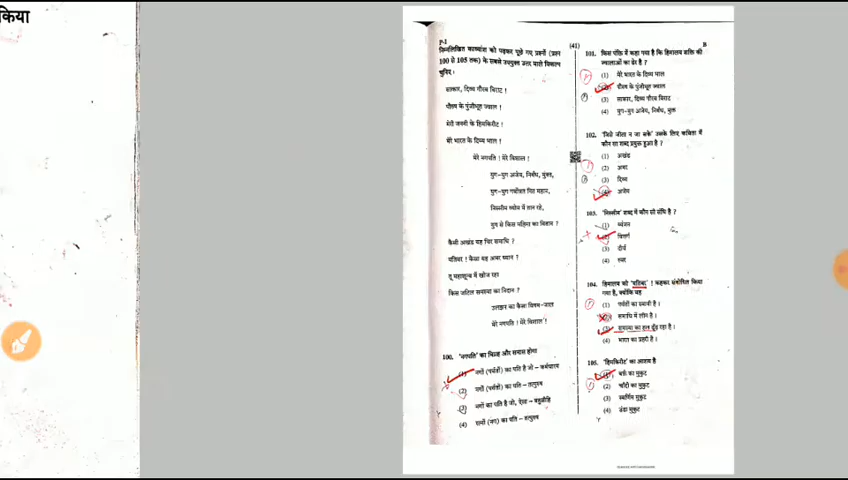 किया
P-I
(41)
B
निम्नलिखित काव्यांश को पढ़कर पूछे गए प्रश्नों (प्रश्न
100 से 105 तक) के सबसे उपयुक्त उत्तर वाले विकल्प
चुनिए।
साकार, दिव्य गौरव विराट !
पौरुष के पुंजीभूत ज्वाल !
मेरी जननी के हिमकिरीट !
मेरे भारत के दिव्य भाल !
मेरे नगपति ! मेरे विशाल !
युग-युग अजेय, निर्बंध, मुक्त,
युग-युग गर्वोन्नत नित महान,
निस्सीम व्योम में तान रहे,
युग से किस महिमा का वितान ?
कैसी अखंड यह चिर समाधि ?
यतिवर ! कैसा यह अमर ध्यान ?
तू महाशून्य में खोज रहा
किस जटिल समस्या का निदान ?
उलझन का कैसा विषम-जाल
मेरे नगपति ! मेरे विशाल !
100. 'नगपति' का विग्रह और समास होगा
(1) नगों (पर्वतों) का पति है जो – कर्मधारय
(2) नगों (पर्वतों) का पति – तत्पुरुष
(3) नगों का पति है जो, ऐसा – बहुव्रीहि
(4) (नग) का पति – तत्पुरुष
101. किस पंक्ति में कहा गया है कि हिमालय शक्ति की
ज्वालाओं का ढेर है ?
(1) मेरे भारत के दिव्य भाल
(2) पौरुष के पुंजीभूत ज्वाल
(3) साकार, दिव्य गौरव विराट
(4) युग-युग अजेय, निर्बंध, मुक्त
102. 'जिसे जीता न जा सके' उसके लिए कविता में
कौन सा शब्द प्रयुक्त हुआ है ?
(1) अखंड
(2) अमर
(3) दिव्य
(4) अजेय
103. 'निस्सीम' शब्द में कौन सी संधि है ?
(1) व्यंजन
(2) विसर्ग
(3) दीर्घ
(4) स्वर
104. हिमालय को 'यतिवर' ! कहकर संबोधित किया
गया है, क्योंकि वह
(1) पर्वतों का स्वामी है।
(2) समाधि में लीन है।
(3) समस्या का हल ढूँढ़ रहा है।
(4) भारत का प्रहरी है।
105. 'हिमकिरीट' का आशय है
(1) बर्फ़ का मुकुट
(2) चाँदी का मुकुट
(3) स्वर्णिम मुकुट
(4) ठंडा मुकुट